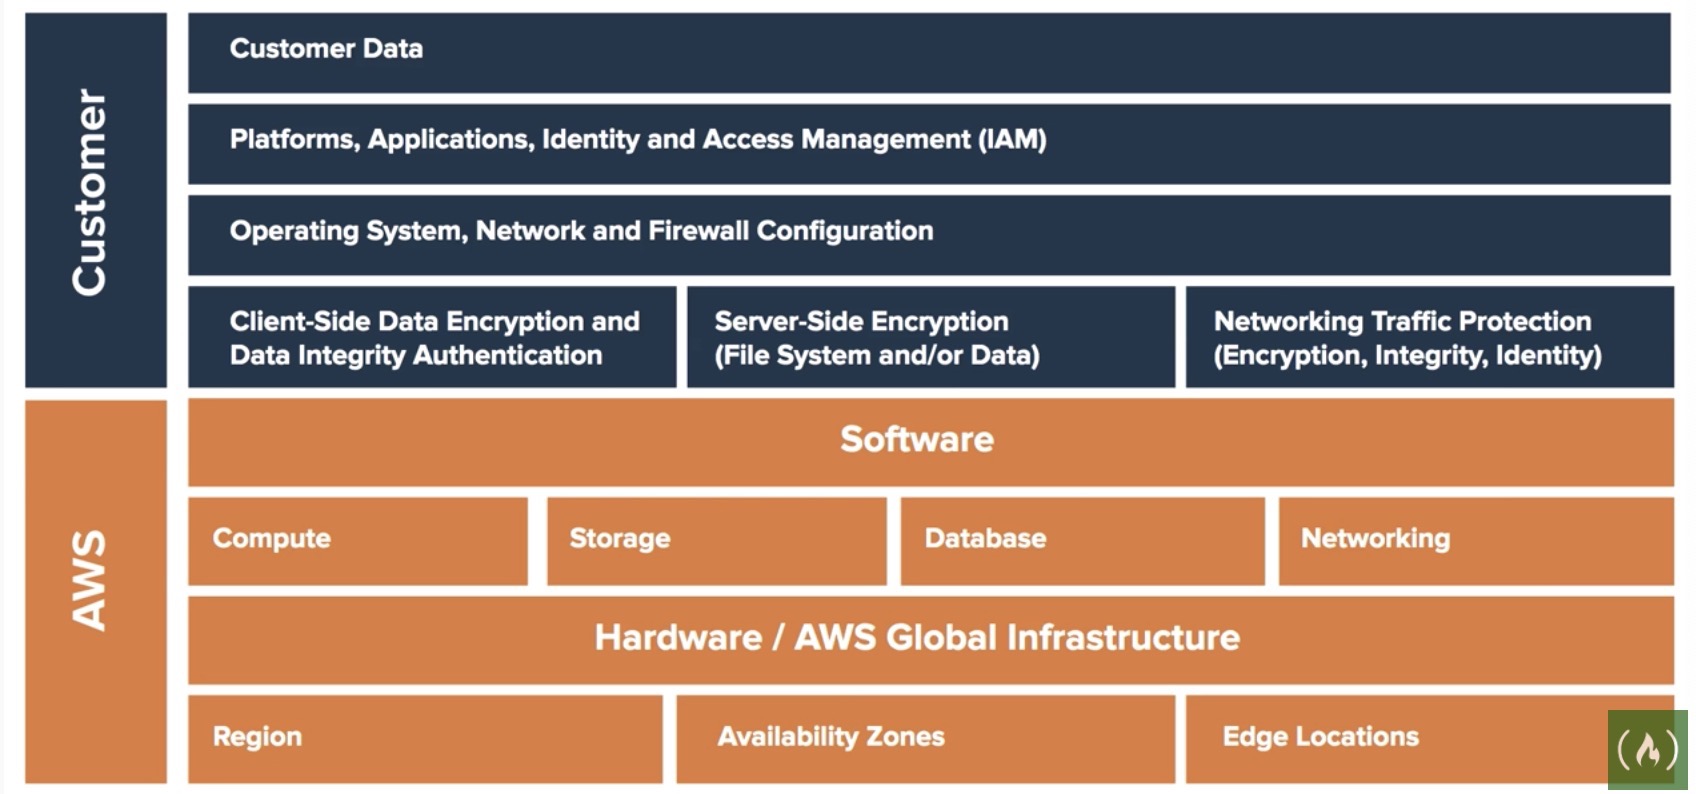 Customer
Customer Data
Platforms, Applications, Identity and Access Management (IAM)
Operating System, Network and Firewall Configuration
Client-Side Data Encryption and
Data Integrity Authentication
Server-Side Encryption
(File System and/or Data)
Networking Traffic Protection
(Encryption, Integrity, Identity)
AWS
Software
Compute
Storage
Database
Networking
Hardware / AWS Global Infrastructure
Region
Availability Zones
Edge Locations